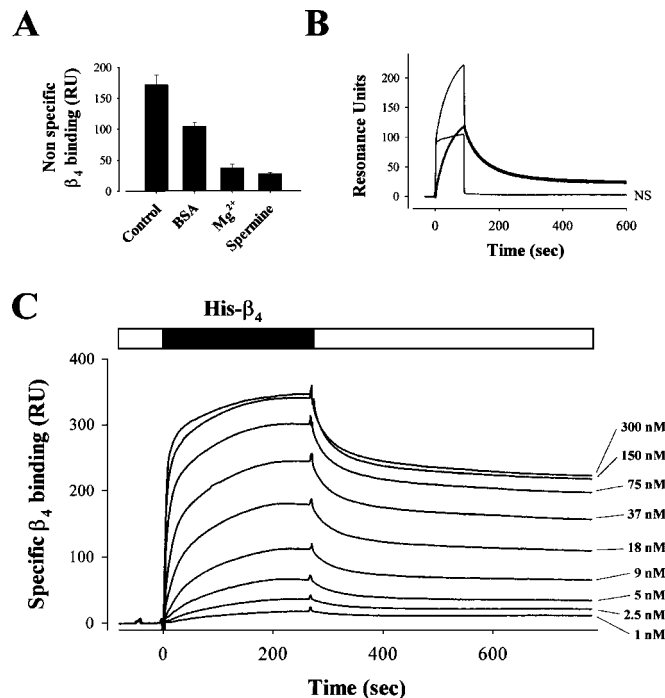 A
Non specific
β4 binding (RU)
200
150
100
50
0
Control
BSA
Mg2+
Spermine
B
Resonance Units
200
150
100
50
0
NS
0
200
400
600
Time (sec)
C
His-β4
Specific β4 binding (RU)
400
300
200
100
0
300 nM
150 nM
75 nM
37 nM
18 nM
9 nM
5 nM
2.5 nM
1 nM
0
200
400
600
Time (sec)